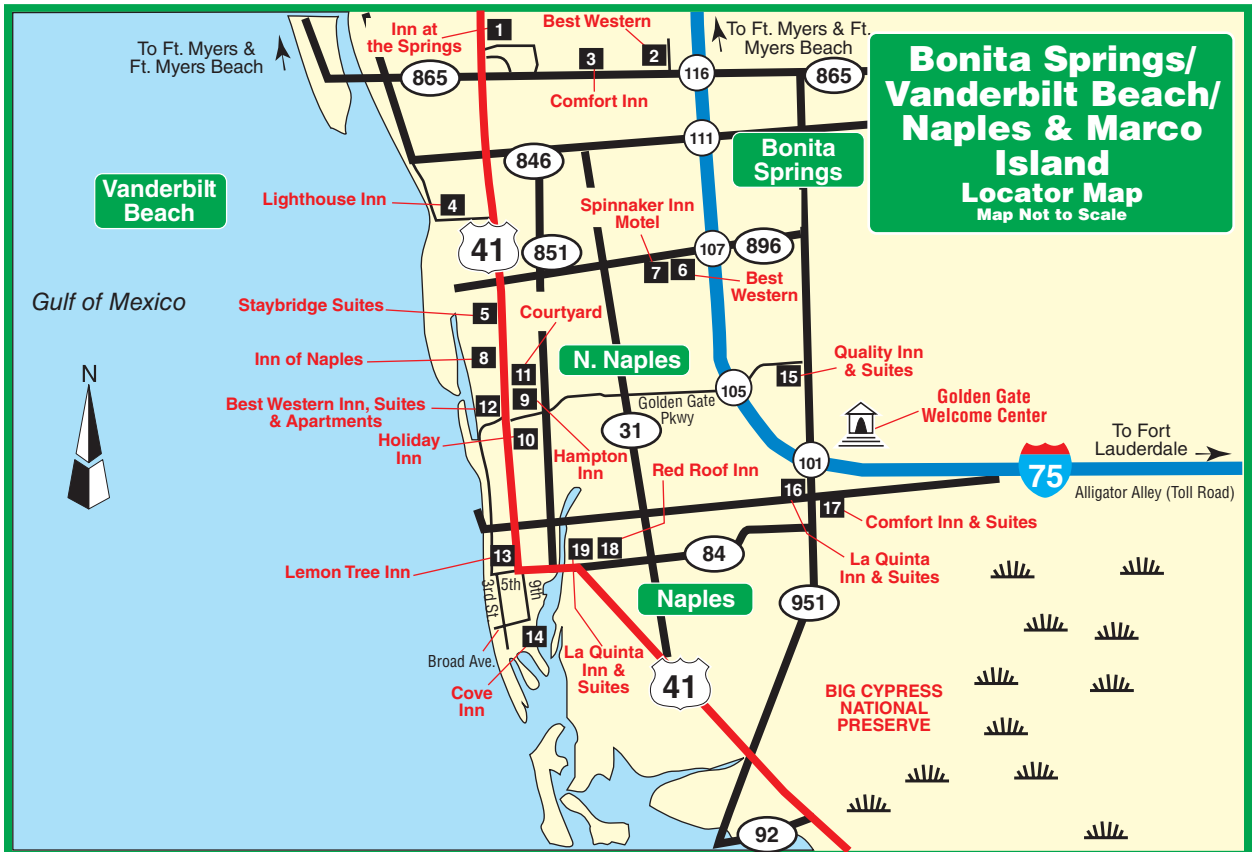 Bonita Springs/
Vanderbilt Beach/
Naples & Marco
Island
Locator Map
Map Not to Scale
To Ft. Myers &
Ft. Myers Beach
Inn at
the Springs
1
Best Western
2
3
Comfort Inn
To Ft. Myers & Ft.
Myers Beach
865
116
865
111
846
Bonita
Springs
Vanderbilt
Beach
Lighthouse Inn
4
Spinnaker Inn
Motel
41
851
107
896
7
6
Best
Western
Gulf of Mexico
Staybridge Suites
5
Courtyard
N. Naples
Inn of Naples
8
11
Quality Inn
& Suites
15
N
105
Golden Gate
Pkwy
Best Western Inn, Suites
& Apartments
12
9
Golden Gate
Welcome Center
Holiday
Inn
10
31
Hampton
Inn
To Fort
Lauderdale
Red Roof Inn
101
75
Alligator Alley (Toll Road)
16
17
Comfort Inn & Suites
La Quinta
Inn & Suites
13
19
18
84
Lemon Tree Inn
3rd St
5th
9th
Naples
951
14
Broad Ave.
La Quinta
Inn &
Suites
Cove
Inn
41
BIG CYPRESS
NATIONAL
PRESERVE
92